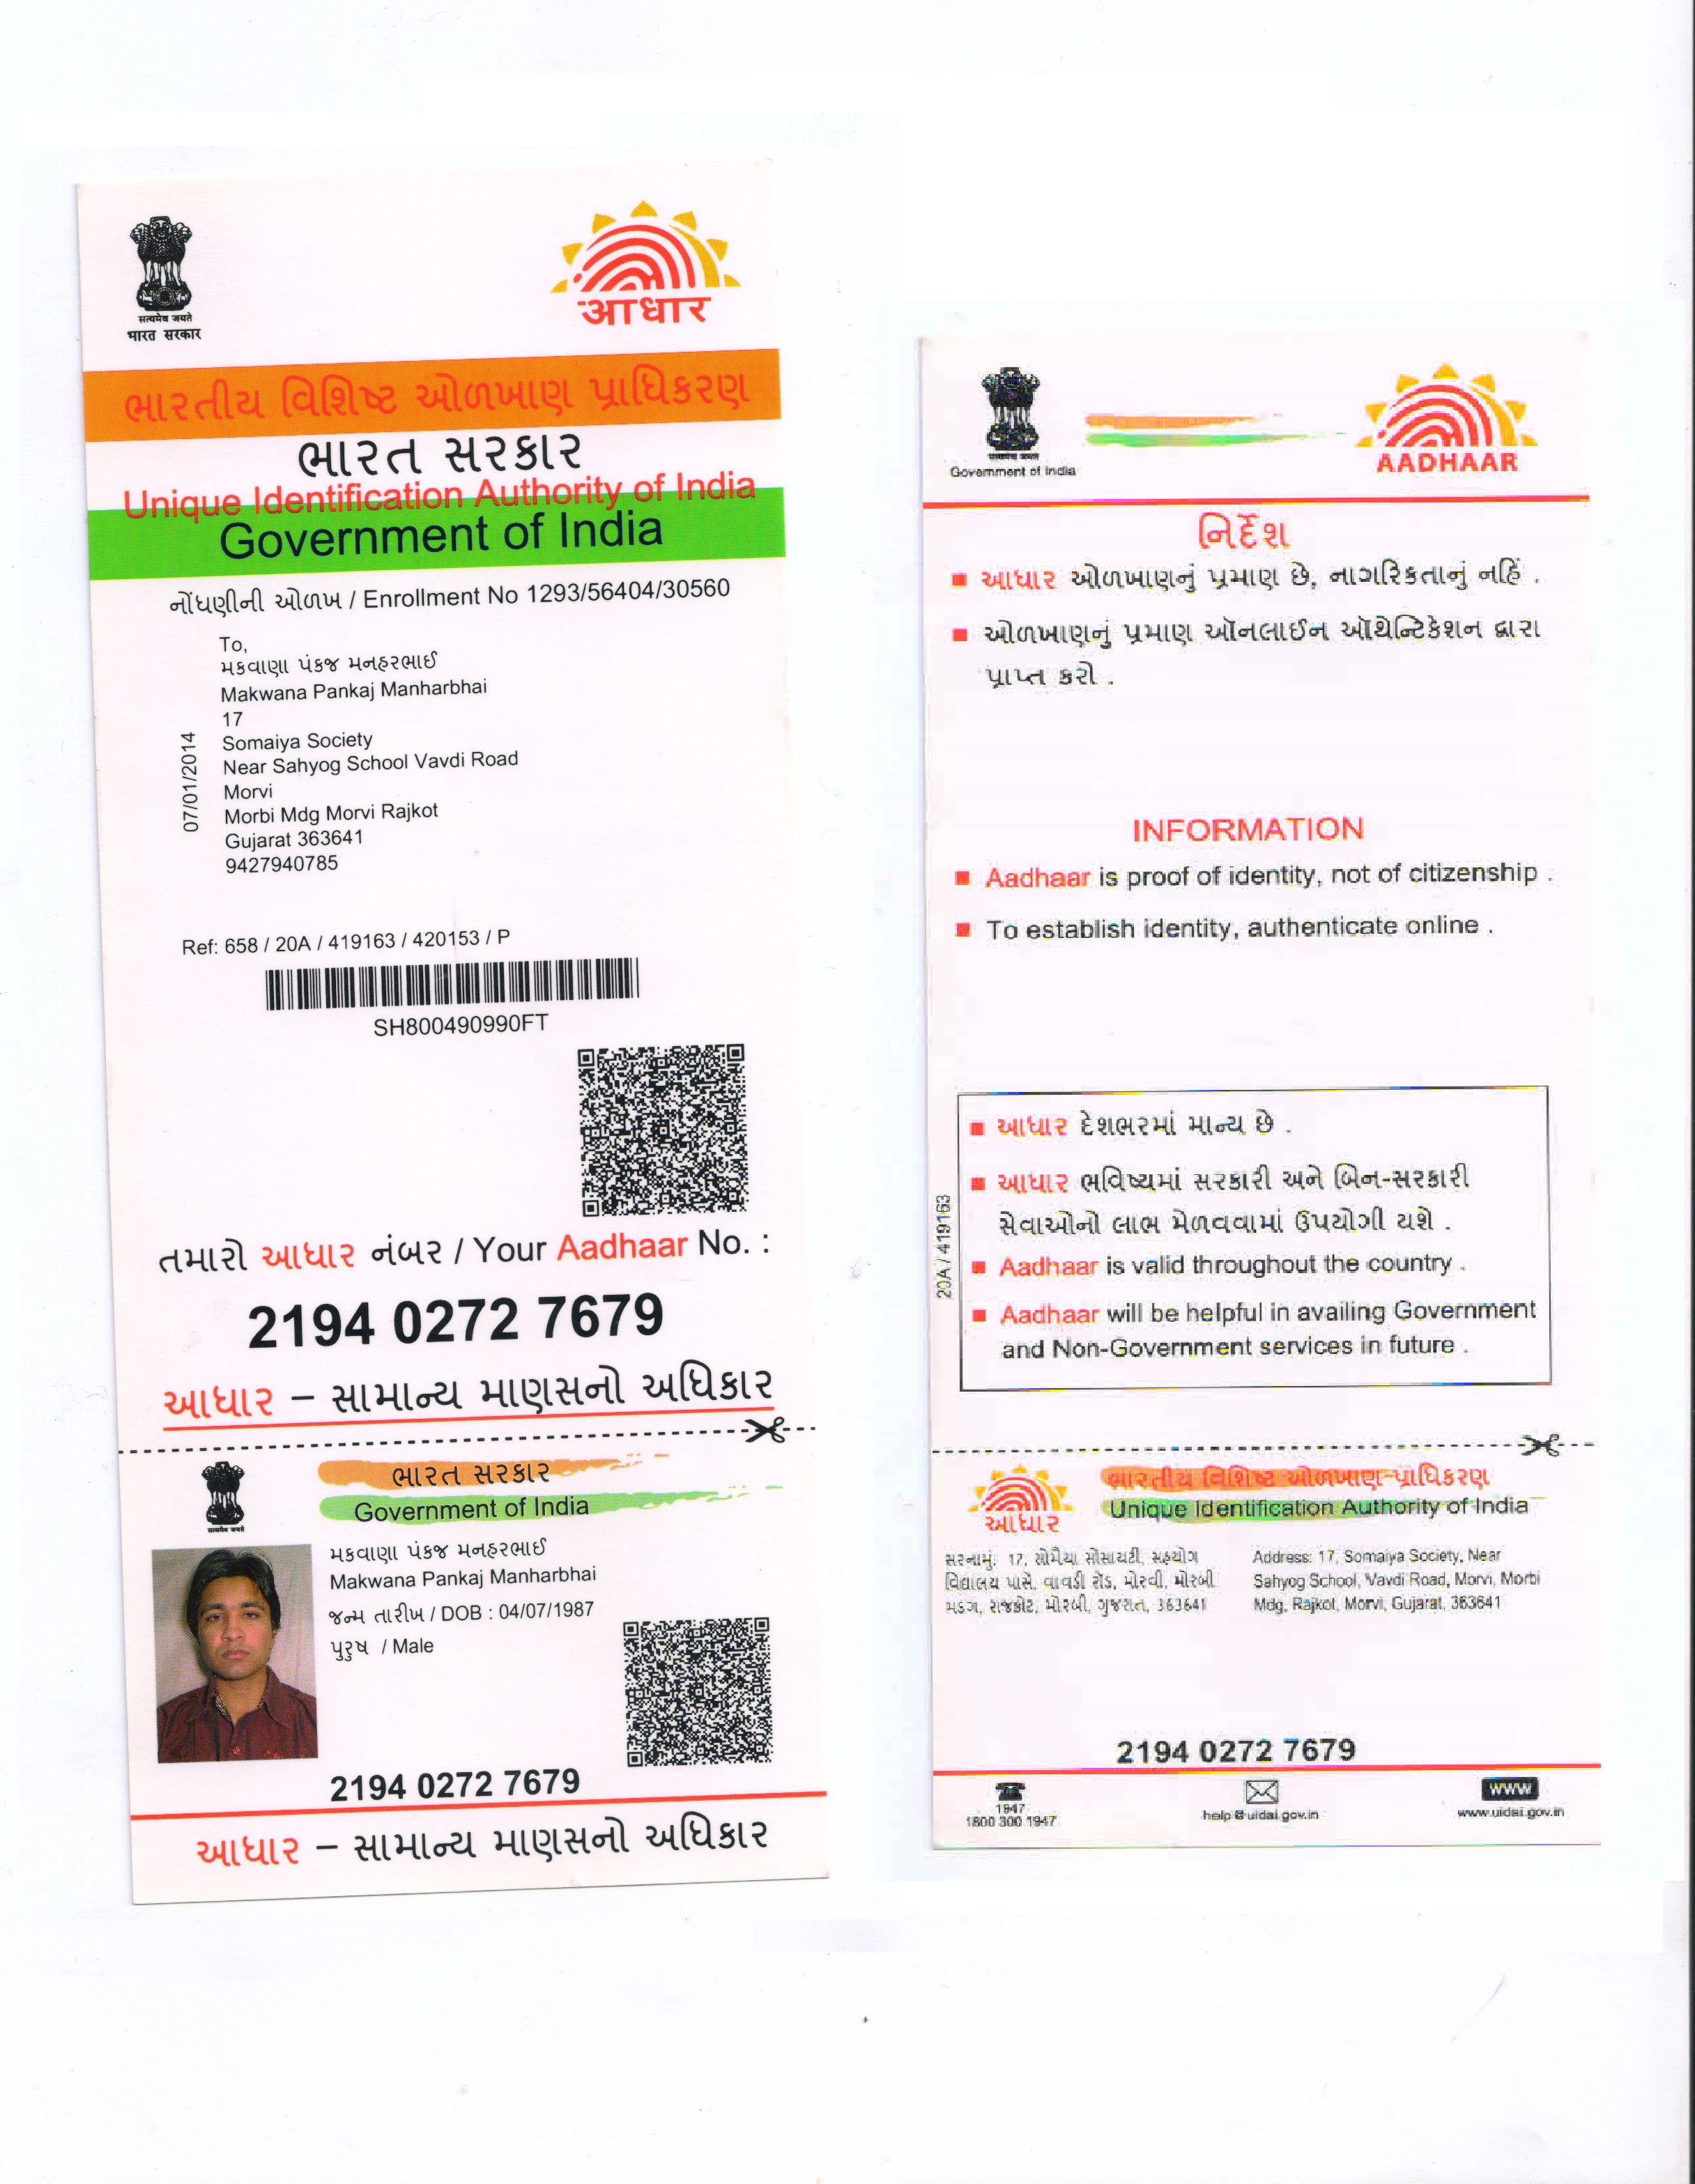 सत्यमेव जयते
भारत सरकार
आधार
ભારતીય વિશિષ્ટ ઓળખાણ પ્રાધિકરણ
ભારત સરકાર
Unique Identification Authority of India
Government of India
નોંધણીની ઓળખ / Enrollment No 1293/56404/30560
To,
મકવાણા પંકજ મનહરભાઈ
Makwana Pankaj Manharbhai
17
Somaiya Society
Near Sahyog School Vavdi Road
Morvi
Morbi Mdg Morvi Rajkot
Gujarat 363641
9427940785
07/01/2014
Ref: 658 / 20A / 419163 / 420153 / P
SH800490990FT
તમારો આધાર નંબર / Your Aadhaar No. :
2194 0272 7679
આધાર – સામાન્ય માણસનો અધિકાર
ભારત સરકાર
Government of India
મકવાણા પંકજ મનહરભાઈ
Makwana Pankaj Manharbhai
જન્મ તારીખ / DOB : 04/07/1987
પુરુષ / Male
2194 0272 7679
આધાર – સામાન્ય માણસનો અધિકાર
Government of India
AADHAAR
નિર્દેશ
આધાર ઓળખાણનું પ્રમાણ છે, નાગરિકતાનું નહિં .
ઓળખાણનું પ્રમાણ ઑનલાઈન ઑથેન્ટિકેશન દ્વારા
પ્રાપ્ત કરો .
INFORMATION
Aadhaar is proof of identity, not of citizenship .
To establish identity, authenticate online .
આધાર દેશભરમાં માન્ય છે .
આધાર ભવિષ્યમાં સરકારી અને બિન-સરકારી
સેવાઓનો લાભ મેળવવામાં ઉપયોગી થશે .
Aadhaar is valid throughout the country .
Aadhaar will be helpful in availing Government
and Non-Government services in future .
20A / 419163
આધાર
ભારતીય વિશિષ્ટ ઓળખાણ પ્રાધિકરણ
Unique Identification Authority of India
સરનામું: 17, સોમૈયા સોસાયટી, સહયોગ
વિદ્યાલય પાસે, વાવડી રોડ, મોરવી, મોરબી
મડગ, રાજકોટ, મોરબી, ગુજરાત, 363641
Address: 17, Somaiya Society, Near
Sahyog School, Vavdi Road, Morvi, Morbi
Mdg, Rajkot, Morvi, Gujarat, 363641
2194 0272 7679
1947
1800 300 1947
help@uidai.gov.in
WWW
www.uidai.gov.in